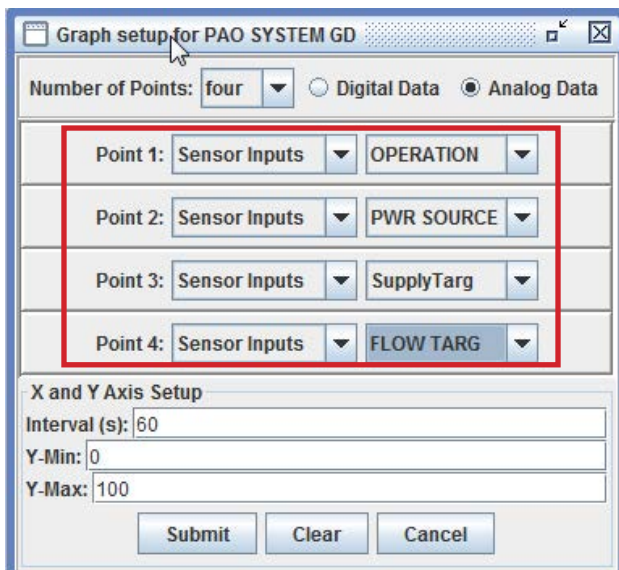 Graph setup for PAO SYSTEM GD
Number of Points: four Digital Data Analog Data
Point 1: Sensor Inputs OPERATION
Point 2: Sensor Inputs PWR SOURCE
Point 3: Sensor Inputs SupplyTarg
Point 4: Sensor Inputs FLOW TARG
X and Y Axis Setup
Interval (s): 60
Y-Min: 0
Y-Max: 100
Submit Clear Cancel